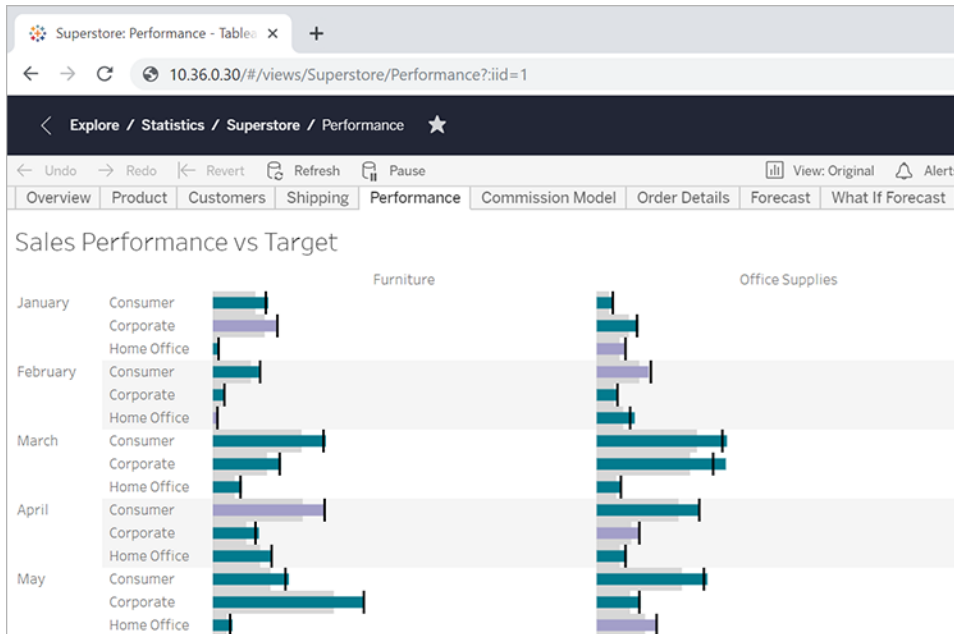 Superstore: Performance - Tablea
10.36.0.30/#/views/Superstore/Performance?:iid=1
Explore / Statistics / Superstore / Performance
Undo Redo Revert Refresh Pause View: Original Alerts
Overview Product Customers Shipping Performance Commission Model Order Details Forecast What If Forecast
Sales Performance vs Target
Furniture Office Supplies
January Consumer
Corporate
Home Office
February Consumer
Corporate
Home Office
March Consumer
Corporate
Home Office
April Consumer
Corporate
Home Office
May Consumer
Corporate
Home Office